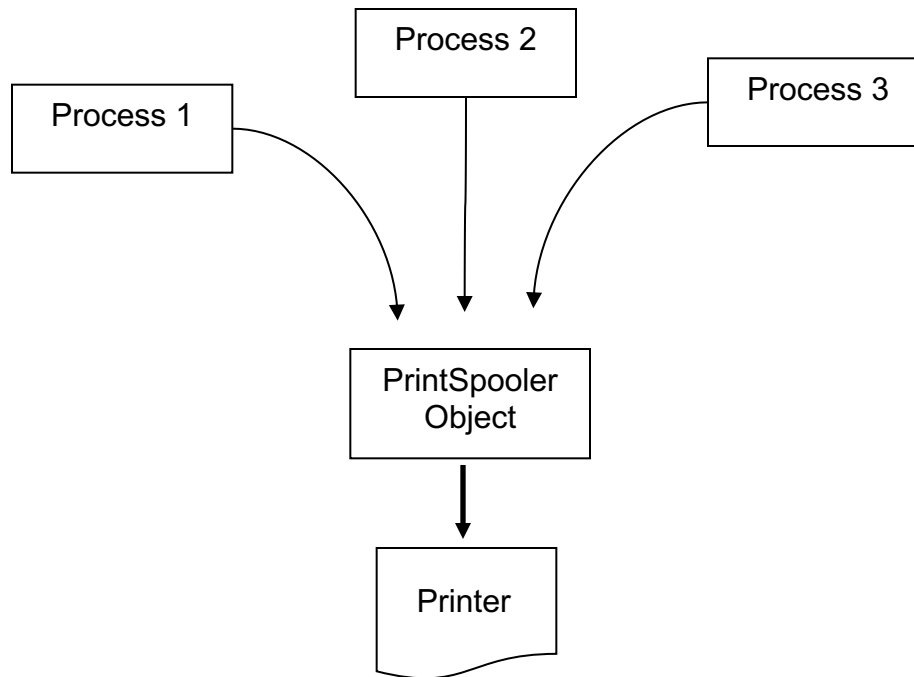 Process 2
Process 3
Process 1
PrintSpooler
Object
Printer